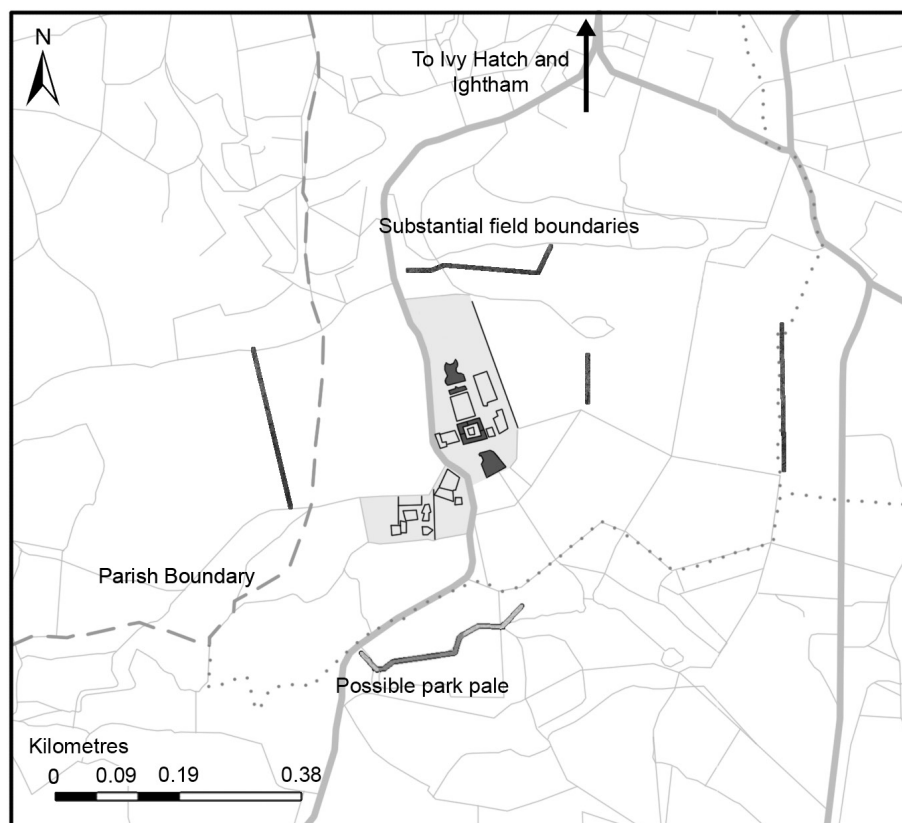 N
To Ivy Hatch and
Ightham
Substantial field boundaries
Parish Boundary
Possible park pale
Kilometres
0 0.09 0.19 0.38